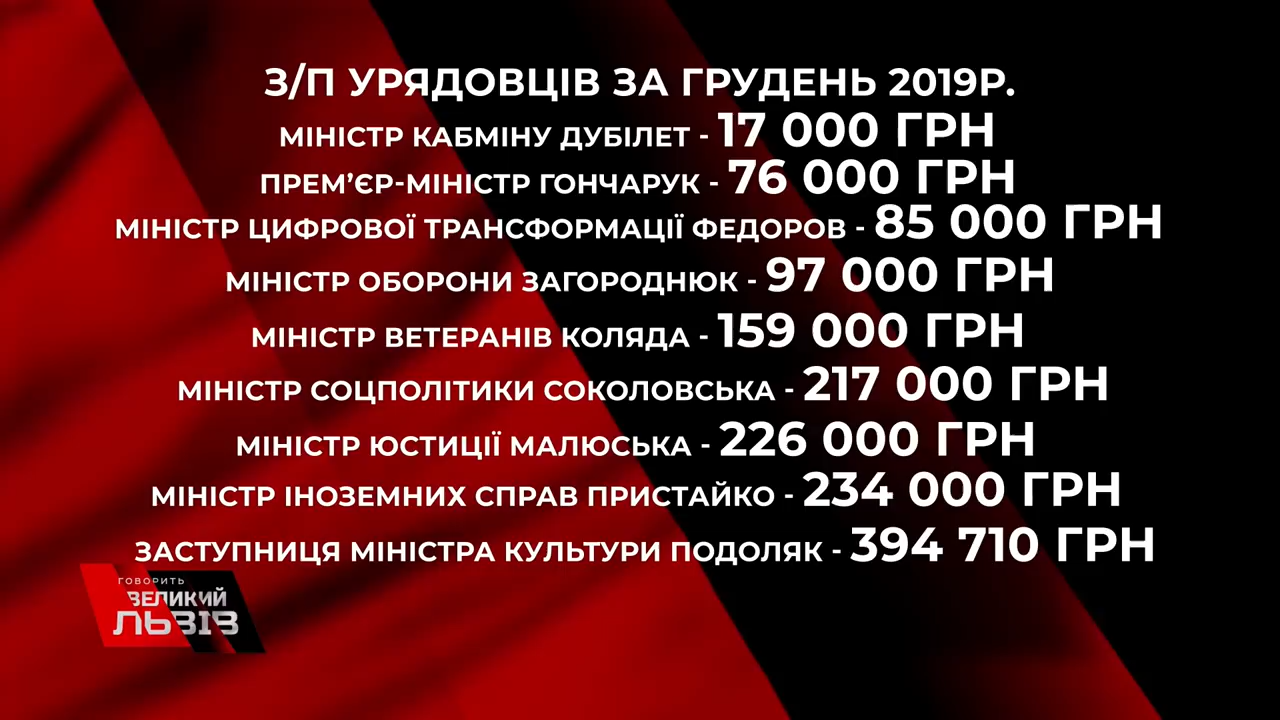 З/П УРЯДОВЦІВ ЗА ГРУДЕНЬ 2019Р.
МІНІСТР КАБМІНУ ДУБІЛЕТ - 17 000 ГРН
ПРЕМ’ЄР-МІНІСТР ГОНЧАРУК - 76 000 ГРН
МІНІСТР ЦИФРОВОЇ ТРАНСФОРМАЦІЇ ФЕДОРОВ - 85 000 ГРН
МІНІСТР ОБОРОНИ ЗАГОРОДНЮК - 97 000 ГРН
МІНІСТР ВЕТЕРАНІВ КОЛЯДА - 159 000 ГРН
МІНІСТР СОЦПОЛІТИКИ СОКОЛОВСЬКА - 217 000 ГРН
МІНІСТР ЮСТИЦІЇ МАЛЮСЬКА - 226 000 ГРН
МІНІСТР ІНОЗЕМНИХ СПРАВ ПРИСТАЙКО - 234 000 ГРН
ЗАСТУПНИЦЯ МІНІСТРА КУЛЬТУРИ ПОДОЛЯК - 394 710 ГРН
ГОВОРИТЬ
ВЕЛИКИЙ
ЛЬВІВ